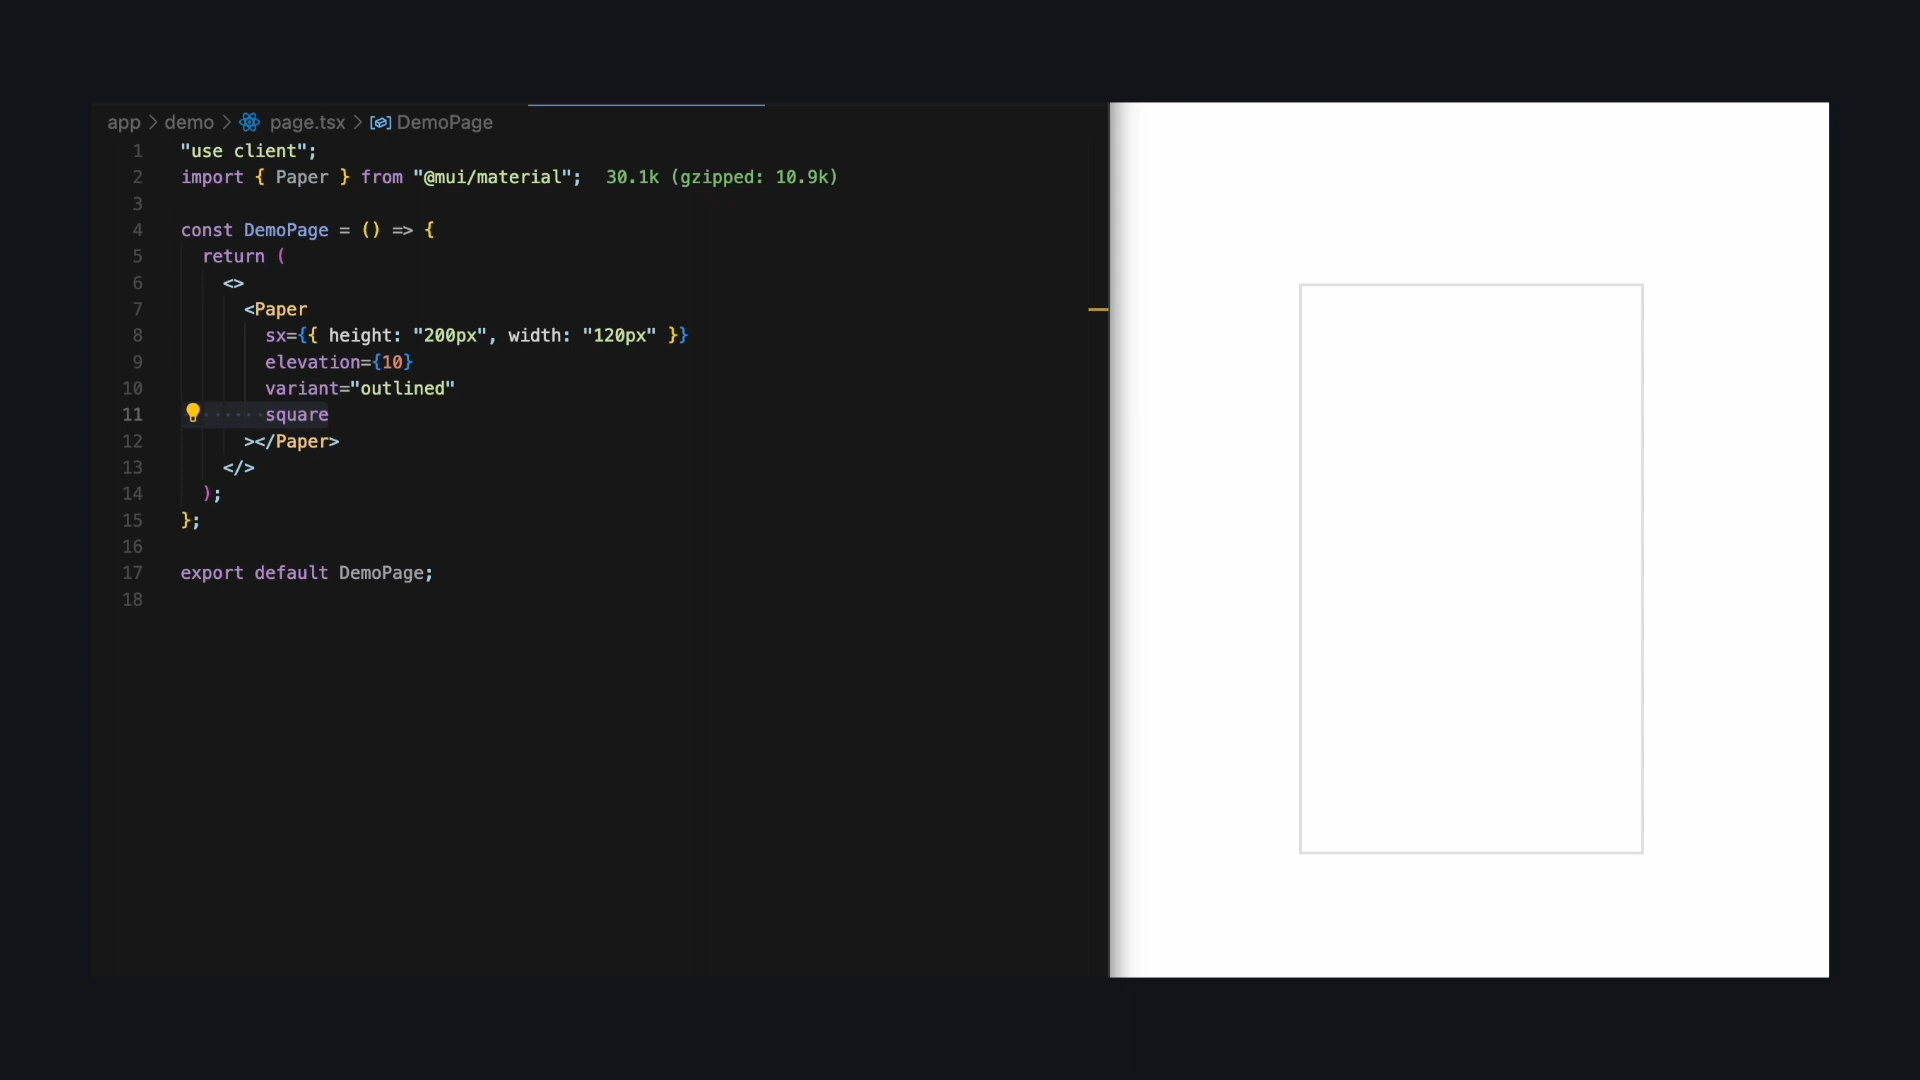 app > demo > page.tsx > DemoPage
1 "use client";
2 import { Paper } from "@mui/material"; 30.1k (gzipped: 10.9k)
3
4 const DemoPage = () => {
5 return (
6 <>
7 <Paper
8 sx={{ height: "200px", width: "120px" }}
9 elevation={10}
10 variant="outlined"
11 ······square
12 ></Paper>
13 </>
14 );
15 };
16
17 export default DemoPage;
18